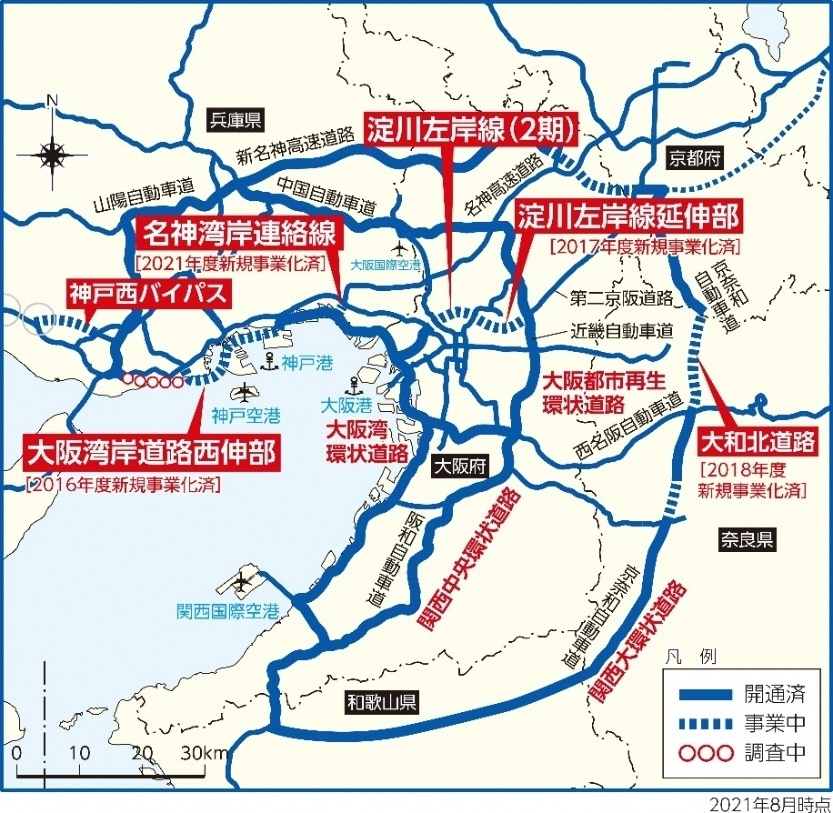 N
兵庫県
淀川左岸線(2期)
新名神高速道路
京都府
山陽自動車道
中国自動車道
名神高速道路
名神湾岸連絡線
[2021年度新規事業化済]
淀川左岸線延伸部
[2017年度新規事業化済]
大阪国際空港
神戸西バイパス
第二京阪道路
京奈和
自動車道
近畿自動車道
神戸港
神戸空港
大阪港
大阪湾
環状道路
大阪都市再生
環状道路
西名阪自動車道
大阪湾岸道路西伸部
[2016年度新規事業化済]
大阪府
大和北道路
[2018年度
新規事業化済]
奈良県
阪和自動車道
関西中央環状道路
関西国際空港
京奈和自動車道
関西大環状道路
和歌山県
凡 例
開通済
事業中
調査中
0 10 20 30km
2021年8月時点